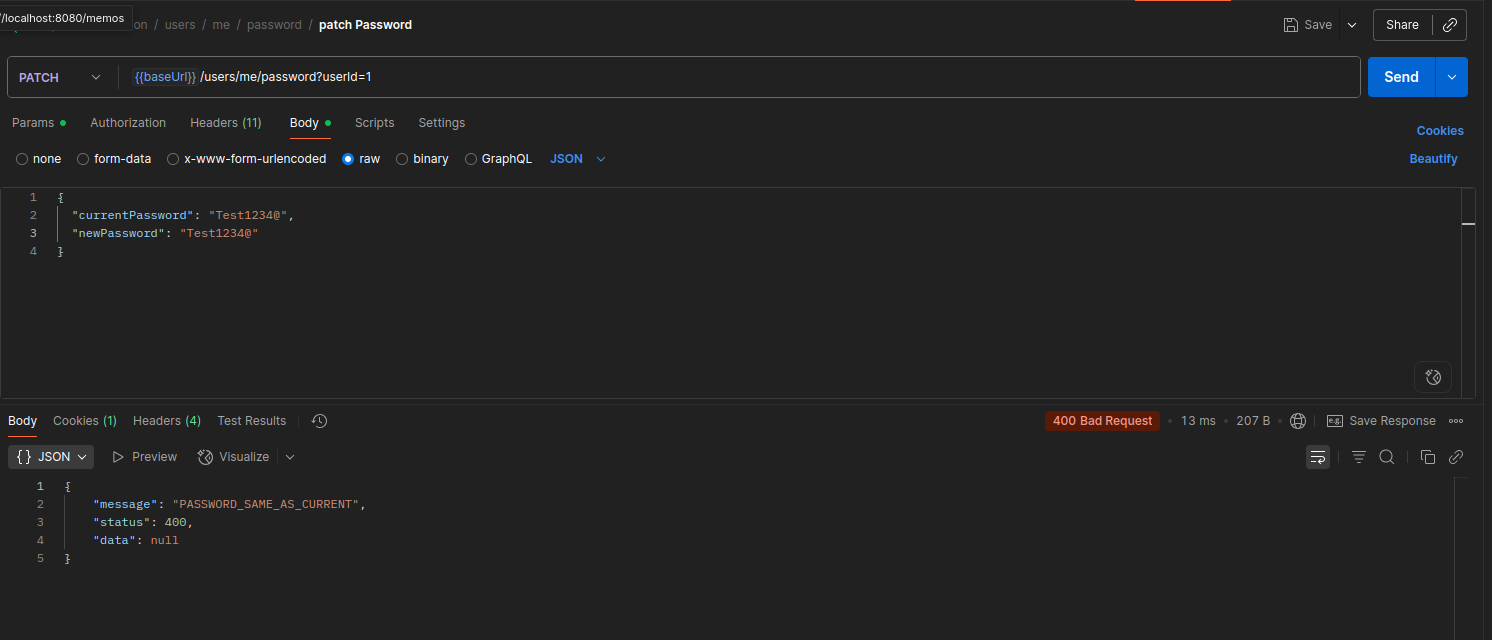 /localhost:8080/memos
on / users / me / password / patch Password
Save
Share
PATCH
{{baseUrl}} /users/me/password?userId=1
Send
Params
Authorization
Headers (11)
Body
Scripts
Settings
Cookies
none
form-data
x-www-form-urlencoded
raw
binary
GraphQL
JSON
Beautify
1 {
2 "currentPassword": "Test1234@",
3 "newPassword": "Test1234@"
4 }
Body
Cookies (1)
Headers (4)
Test Results
400 Bad Request
13 ms
207 B
e.g.
Save Response
{} JSON
Preview
Visualize
1 {
2 "message": "PASSWORD_SAME_AS_CURRENT",
3 "status": 400,
4 "data": null
5 }